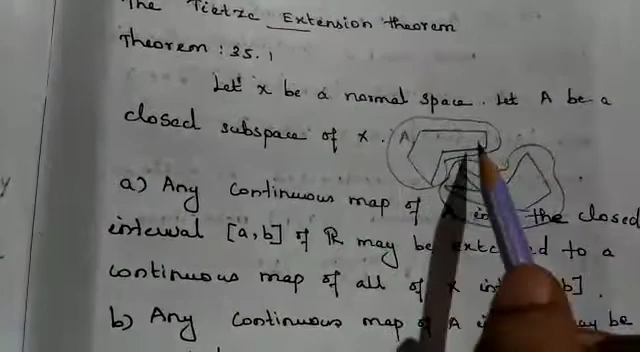 The Tietze Extension theorem
Theorem : 35.1
Let X be a normal space. Let A be a
closed subspace of X. A
a) Any continuous map of the closed
interval [a,b] of R may be extended to a
continuous map of all of X b].
b) Any continuous map of A may be